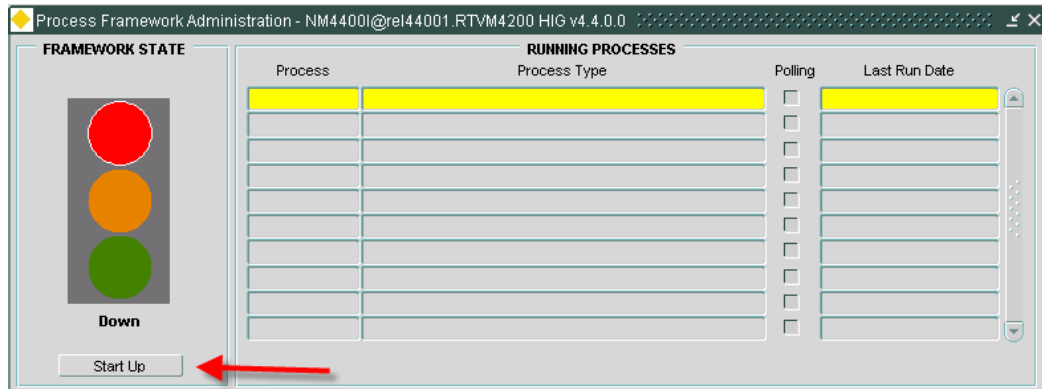 Process Framework Administration - NM4400I@rel44001.RTVM4200 HIG v4.4.0.0
FRAMEWORK STATE
RUNNING PROCESSES
Process Process Type Polling Last Run Date
Down
Start Up